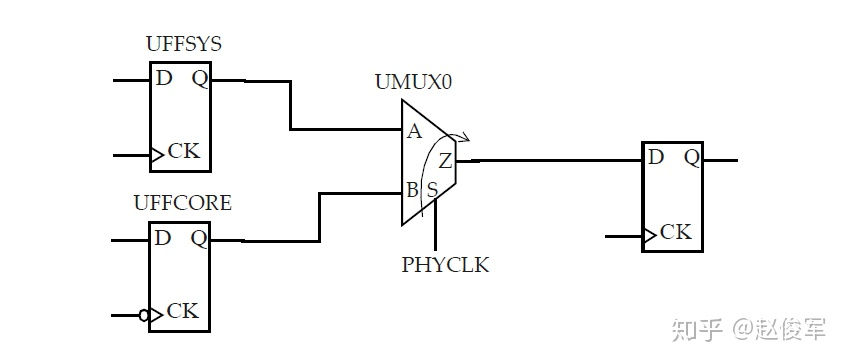 UFFSYS
D Q
CK
UMUX0
A
Z
B S
PHYCLK
UFFCORE
D Q
CK
D Q
CK
知乎 @赵俊军